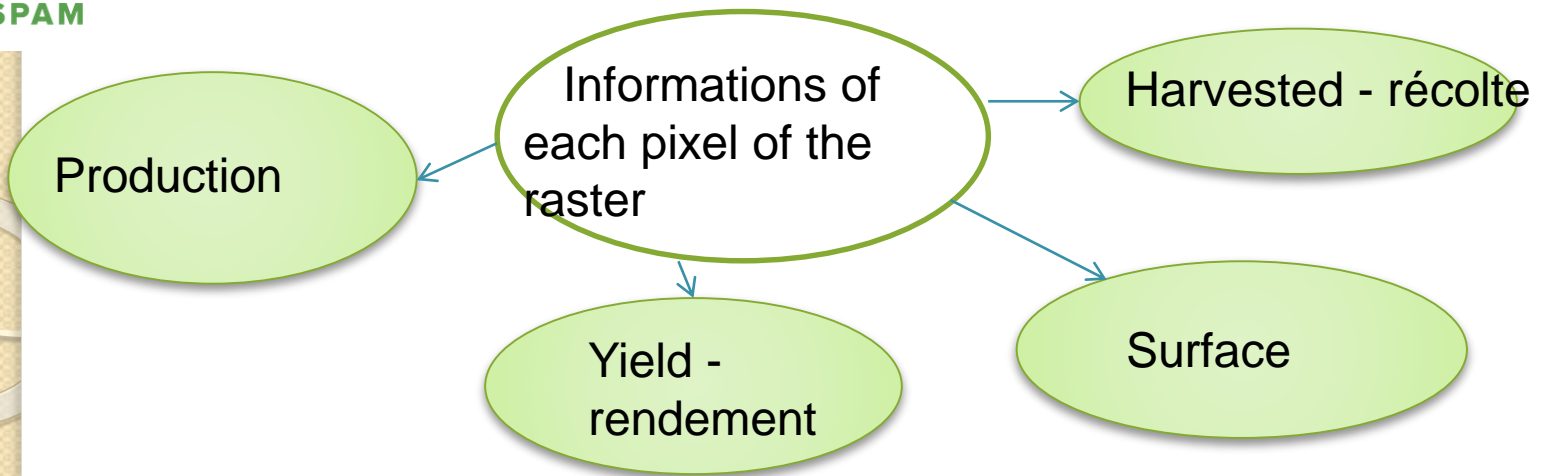 SPAM
Informations of
each pixel of the
raster
Harvested - récolte
Production
Yield -
rendement
Surface